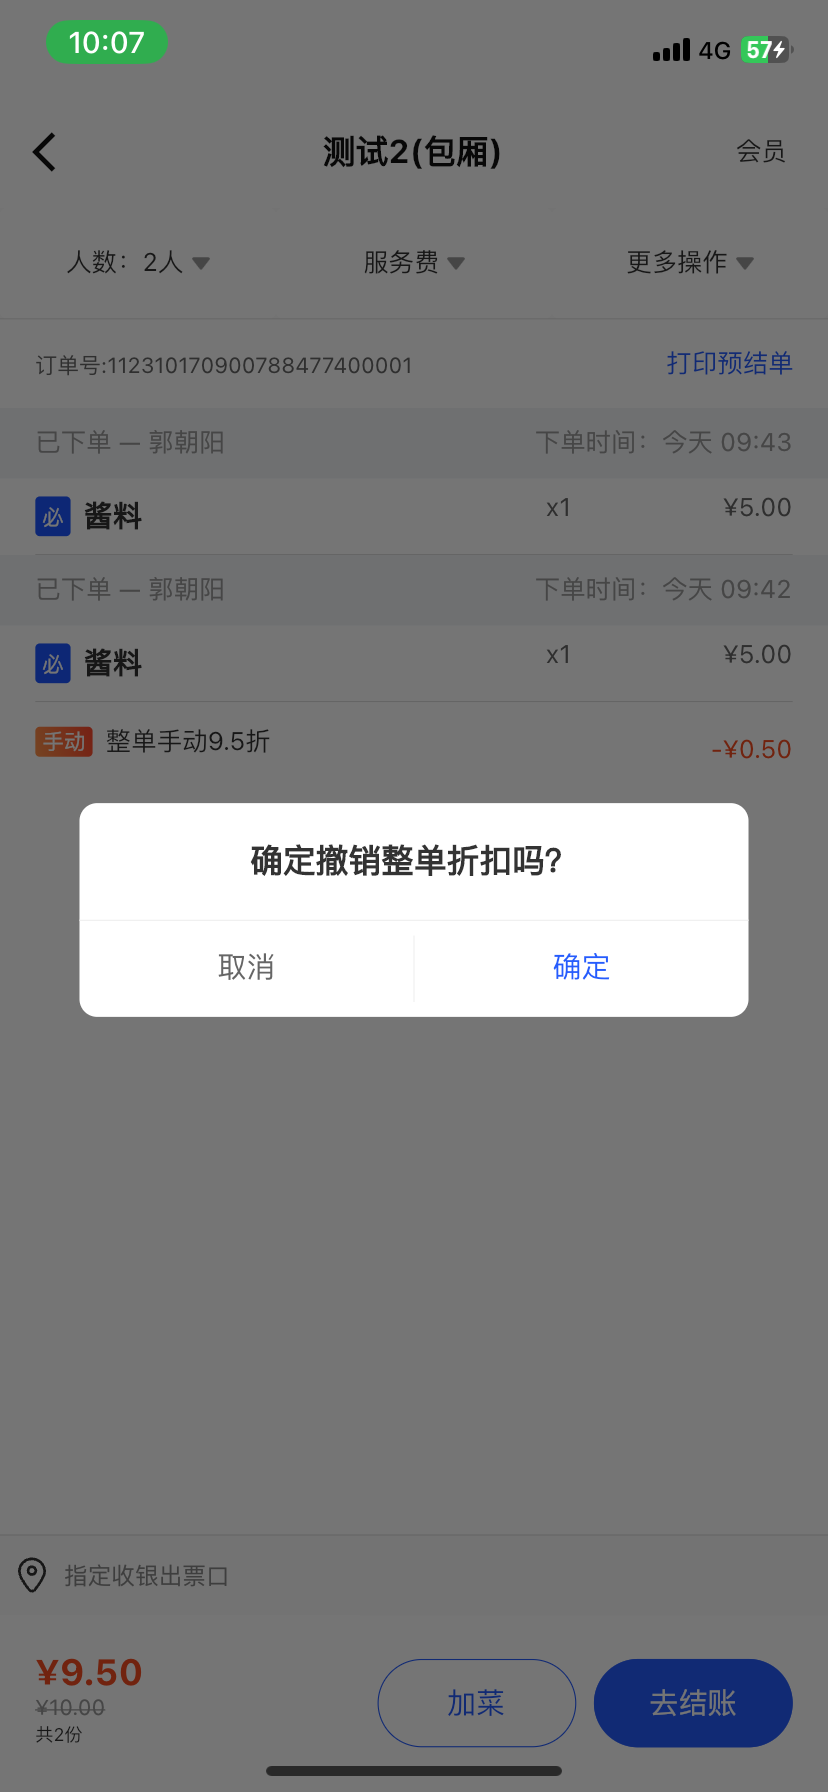 10:07
4G 57
测试2(包厢)
会员
人数：2人
服务费
更多操作
订单号:112310170900788477400001
打印预结单
已下单 — 郭朝阳
下单时间：今天 09:43
必 酱料 x1 ¥5.00
已下单 — 郭朝阳
下单时间：今天 09:42
必 酱料 x1 ¥5.00
手动 整单手动9.5折 -¥0.50
确定撤销整单折扣吗?
取消
确定
指定收银出票口
¥9.50
¥10.00
共2份
加菜
去结账